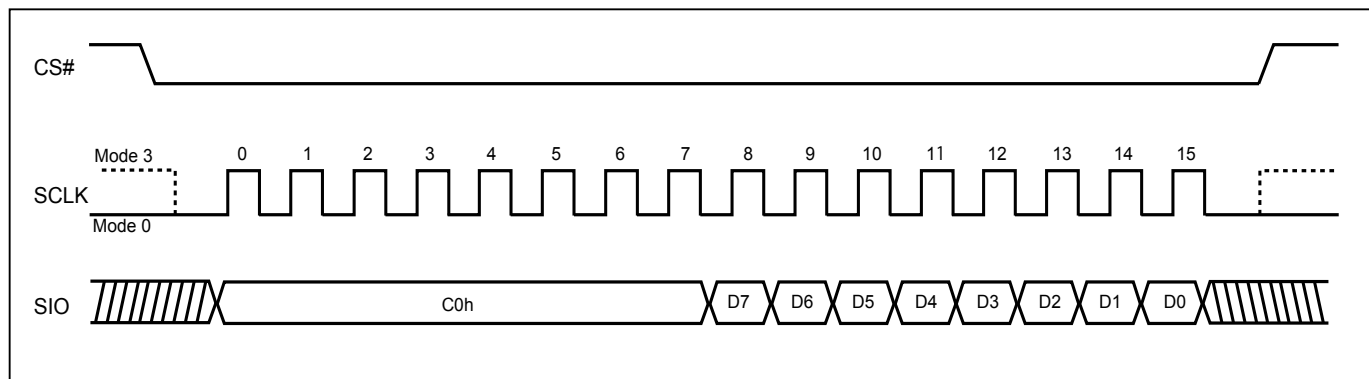 CS#
Mode 3
0 1 2 3 4 5 6 7 8 9 10 11 12 13 14 15
SCLK
Mode 0
SIO
C0h D7 D6 D5 D4 D3 D2 D1 D0